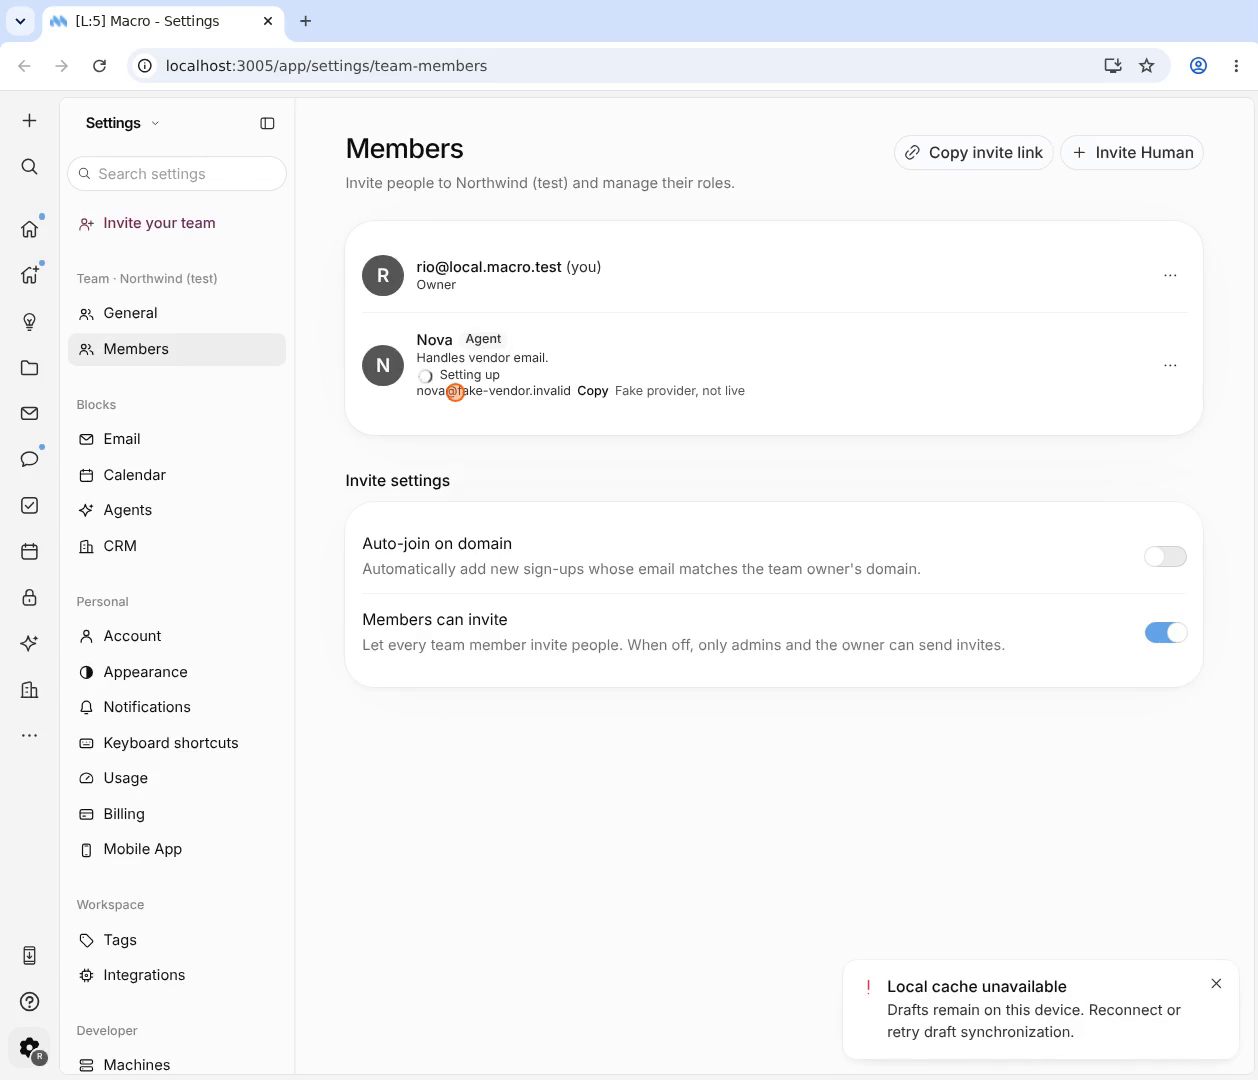 [L:5] Macro - Settings
localhost:3005/app/settings/team-members
Settings
Search settings
Invite your team
Team · Northwind (test)
General
Members
Blocks
Email
Calendar
Agents
CRM
Personal
Account
Appearance
Notifications
Keyboard shortcuts
Usage
Billing
Mobile App
Workspace
Tags
Integrations
Developer
Machines
R
Members
Copy invite link
Invite Human
Invite people to Northwind (test) and manage their roles.
R
rio@local.macro.test (you)
Owner
N
Nova Agent
Handles vendor email.
Setting up
nova@fake-vendor.invalid Copy Fake provider, not live
Invite settings
Auto-join on domain
Automatically add new sign-ups whose email matches the team owner's domain.
Members can invite
Let every team member invite people. When off, only admins and the owner can send invites.
Local cache unavailable
Drafts remain on this device. Reconnect or
retry draft synchronization.